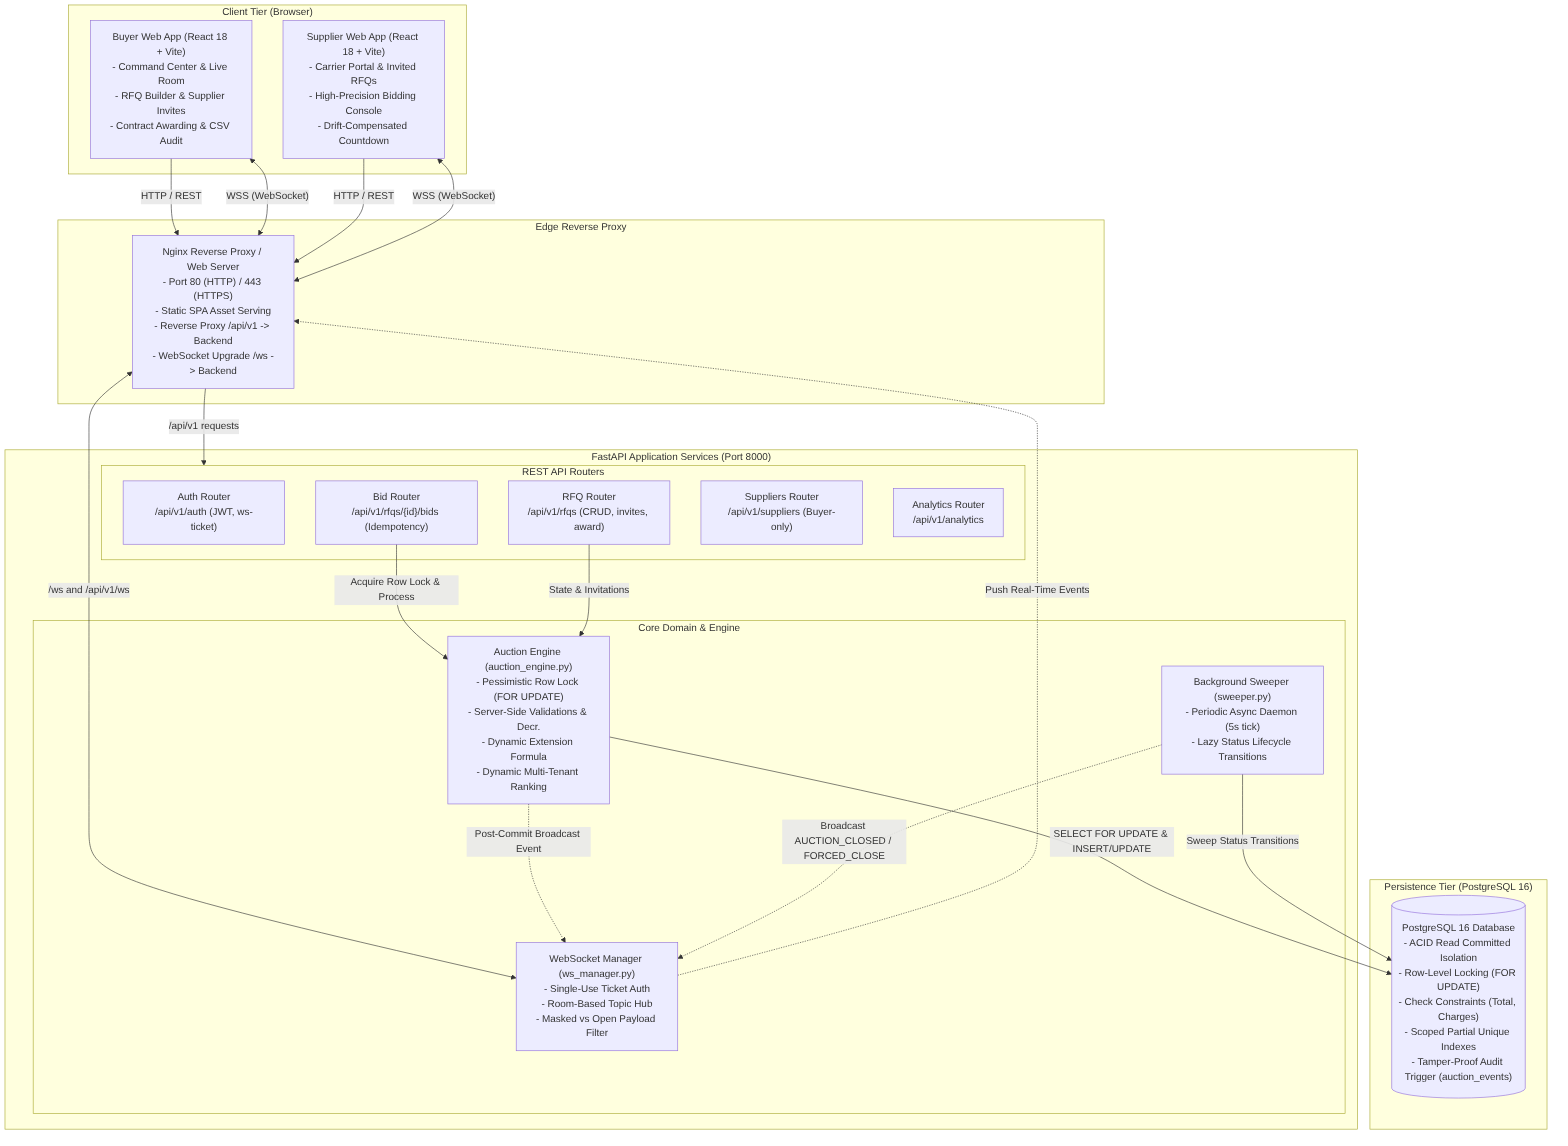 Client Tier (Browser)
Buyer Web App (React 18
+ Vite)
- Command Center & Live
Room
- RFQ Builder & Supplier
Invites
- Contract Awarding & CSV
Audit
Supplier Web App (React
18 + Vite)
- Carrier Portal & Invited
RFQs
- High-Precision Bidding
Console
- Drift-Compensated
Countdown
HTTP / REST
WSS (WebSocket)
HTTP / REST
WSS (WebSocket)
Edge Reverse Proxy
Nginx Reverse Proxy /
Web Server
- Port 80 (HTTP) / 443
(HTTPS)
- Static SPA Asset Serving
- Reverse Proxy /api/v1 ->
Backend
- WebSocket Upgrade /ws -
> Backend
/api/v1 requests
FastAPI Application Services (Port 8000)
REST API Routers
Auth Router
/api/v1/auth (JWT, ws-
ticket)
Bid Router
/api/v1/rfqs/{id}/bids
(Idempotency)
RFQ Router
/api/v1/rfqs (CRUD, invites,
award)
Suppliers Router
/api/v1/suppliers (Buyer-
only)
Analytics Router
/api/v1/analytics
/ws and /api/v1/ws
Acquire Row Lock &
Process
State & Invitations
Push Real-Time Events
Core Domain & Engine
Auction Engine
(auction_engine.py)
- Pessimistic Row Lock
(FOR UPDATE)
- Server-Side Validations &
Decr.
- Dynamic Extension
Formula
- Dynamic Multi-Tenant
Ranking
Background Sweeper
(sweeper.py)
- Periodic Async Daemon
(5s tick)
- Lazy Status Lifecycle
Transitions
Post-Commit Broadcast
Event
Broadcast
AUCTION_CLOSED /
FORCED_CLOSE
SELECT FOR UPDATE &
INSERT/UPDATE
Sweep Status Transitions
WebSocket Manager
(ws_manager.py)
- Single-Use Ticket Auth
- Room-Based Topic Hub
- Masked vs Open Payload
Filter
Persistence Tier (PostgreSQL 16)
PostgreSQL 16 Database
- ACID Read Committed
Isolation
- Row-Level Locking (FOR
UPDATE)
- Check Constraints (Total,
Charges)
- Scoped Partial Unique
Indexes
- Tamper-Proof Audit
Trigger (auction_events)